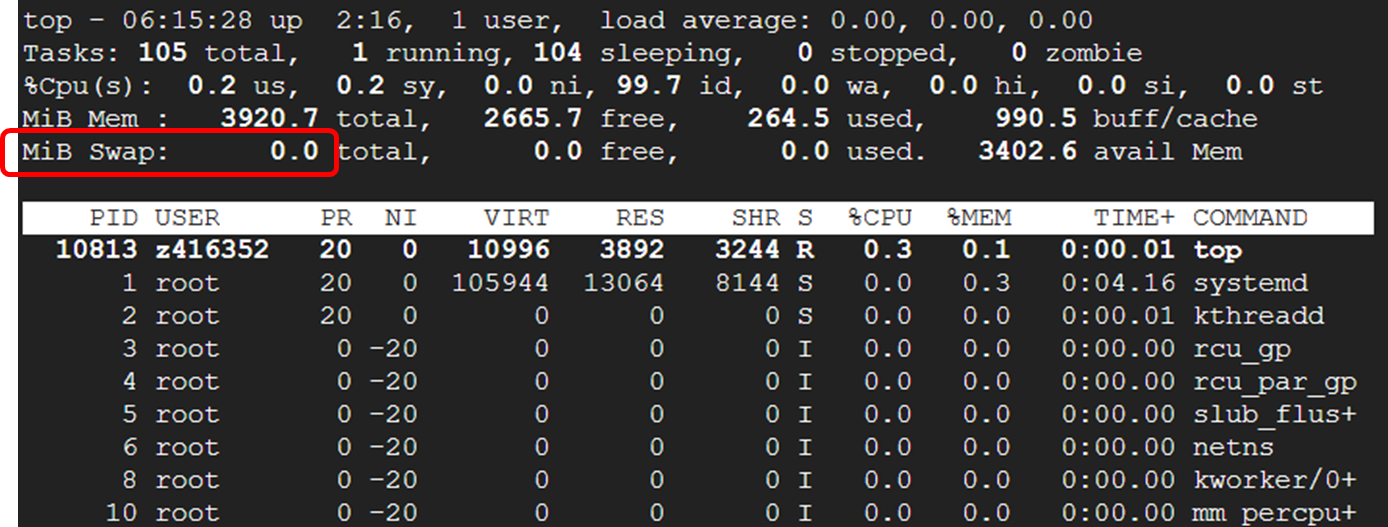 top - 06:15:28 up  2:16,  1 user,  load average: 0.00, 0.00, 0.00
Tasks: 105 total,   1 running, 104 sleeping,   0 stopped,   0 zombie
%Cpu(s):  0.2 us,  0.2 sy,  0.0 ni, 99.7 id,  0.0 wa,  0.0 hi,  0.0 si,  0.0 st
MiB Mem :   3920.7 total,   2665.7 free,    264.5 used,    990.5 buff/cache
MiB Swap:      0.0 total,      0.0 free,      0.0 used.   3402.6 avail Mem
PID USER      PR  NI    VIRT    RES    SHR S  %CPU  %MEM     TIME+ COMMAND
10813 z416352   20   0   10996   3892   3244 R   0.3   0.1   0:00.01 top
1 root      20   0  105944  13064   8144 S   0.0   0.3   0:04.16 systemd
2 root      20   0       0      0      0 S   0.0   0.0   0:00.01 kthreadd
3 root       0 -20       0      0      0 I   0.0   0.0   0:00.00 rcu_gp
4 root       0 -20       0      0      0 I   0.0   0.0   0:00.00 rcu_par_gp
5 root       0 -20       0      0      0 I   0.0   0.0   0:00.00 slub_flus+
6 root       0 -20       0      0      0 I   0.0   0.0   0:00.00 netns
8 root       0 -20       0      0      0 I   0.0   0.0   0:00.00 kworker/0+
10 root       0 -20       0      0      0 I   0.0   0.0   0:00.00 mm_percpu+